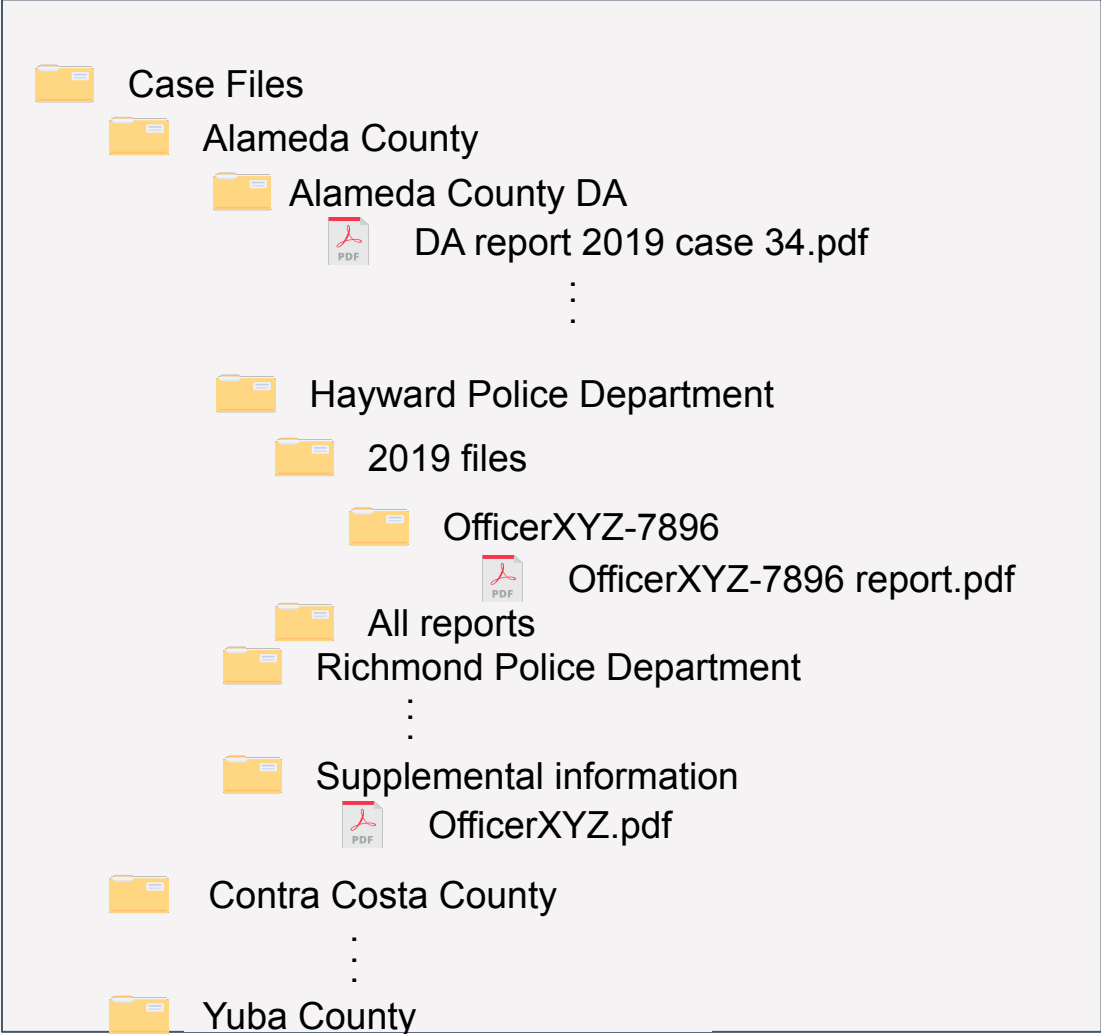 Case Files
Alameda County
Alameda County DA
PDF DA report 2019 case 34.pdf
Hayward Police Department
2019 files
OfficerXYZ-7896
PDF OfficerXYZ-7896 report.pdf
All reports
Richmond Police Department
Supplemental information
PDF OfficerXYZ.pdf
Contra Costa County
Yuba County